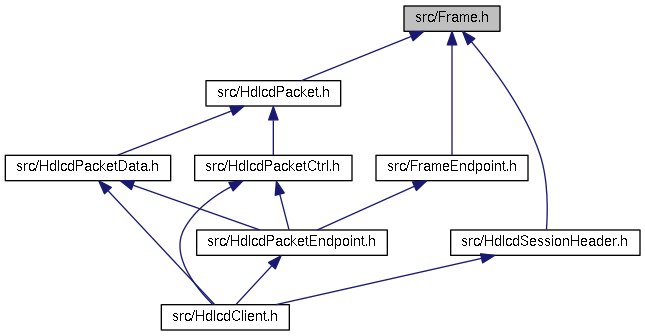 src/Frame.h
src/HdlcdPacket.h
src/HdlcdPacketData.h
src/HdlcdPacketCtrl.h
src/FrameEndpoint.h
src/HdlcdPacketEndpoint.h
src/HdlcdSessionHeader.h
src/HdlcdClient.h